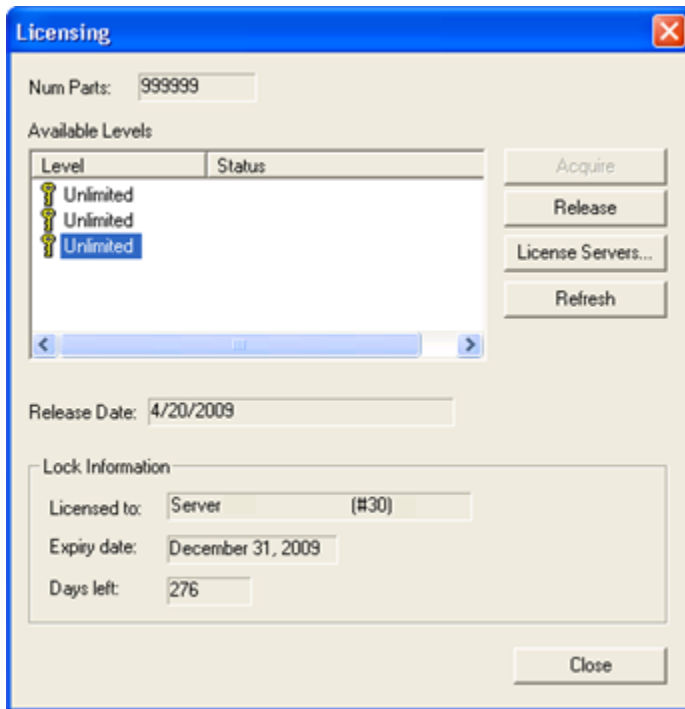 Licensing
Num Parts: 999999
Available Levels
Level Status
Unlimited
Unlimited
Unlimited
Acquire
Release
License Servers...
Refresh
Release Date: 4/20/2009
Lock Information
Licensed to: Server (#30)
Expiry date: December 31, 2009
Days left: 276
Close